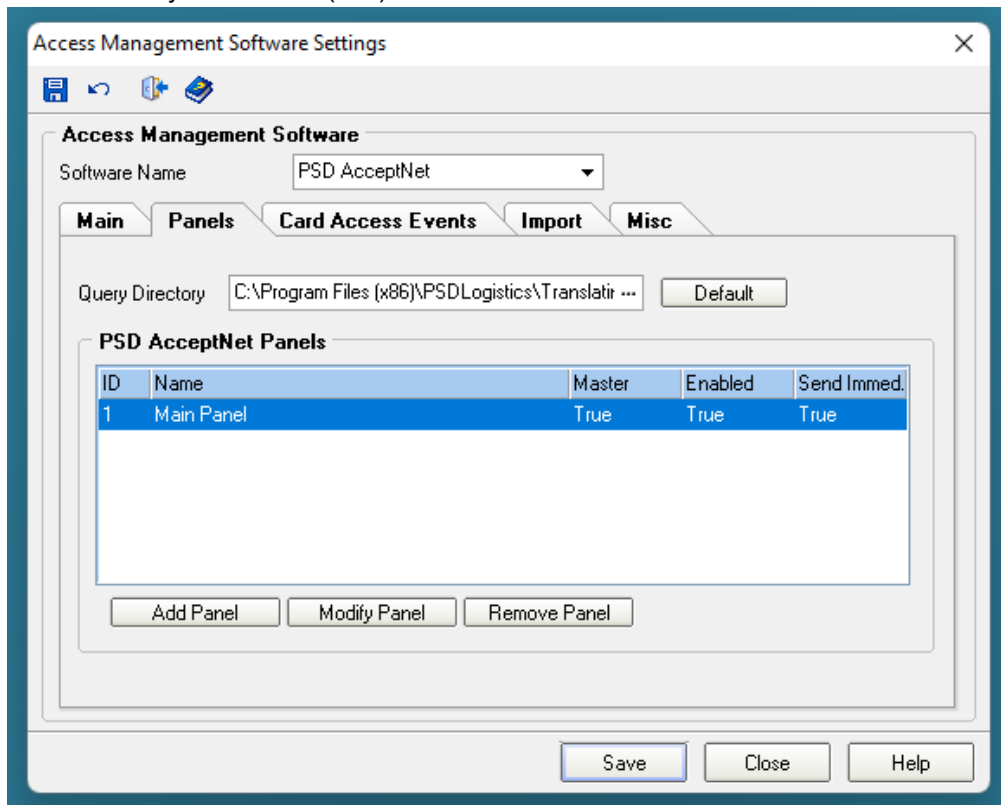 Access Management Software Settings
Access Management Software
Software Name PSD AcceptNet
Main Panels Card Access Events Import Misc
Query Directory C:\Program Files (x86)\PSDLogistics\Translatir ... Default
PSD AcceptNet Panels
ID Name Master Enabled Send Immed.
1 Main Panel True True True
Add Panel Modify Panel Remove Panel
Save Close Help